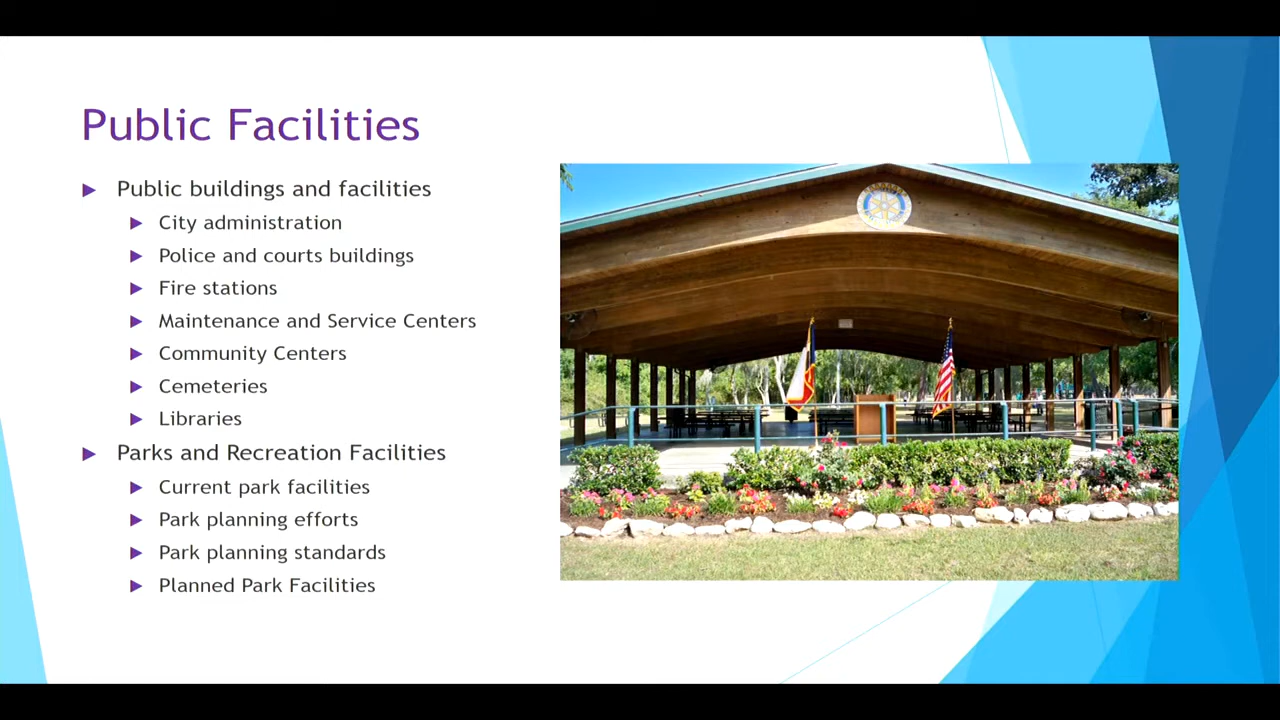 Public Facilities
Public buildings and facilities
City administration
Police and courts buildings
Fire stations
Maintenance and Service Centers
Community Centers
Cemeteries
Libraries
Parks and Recreation Facilities
Current park facilities
Park planning efforts
Park planning standards
Planned Park Facilities